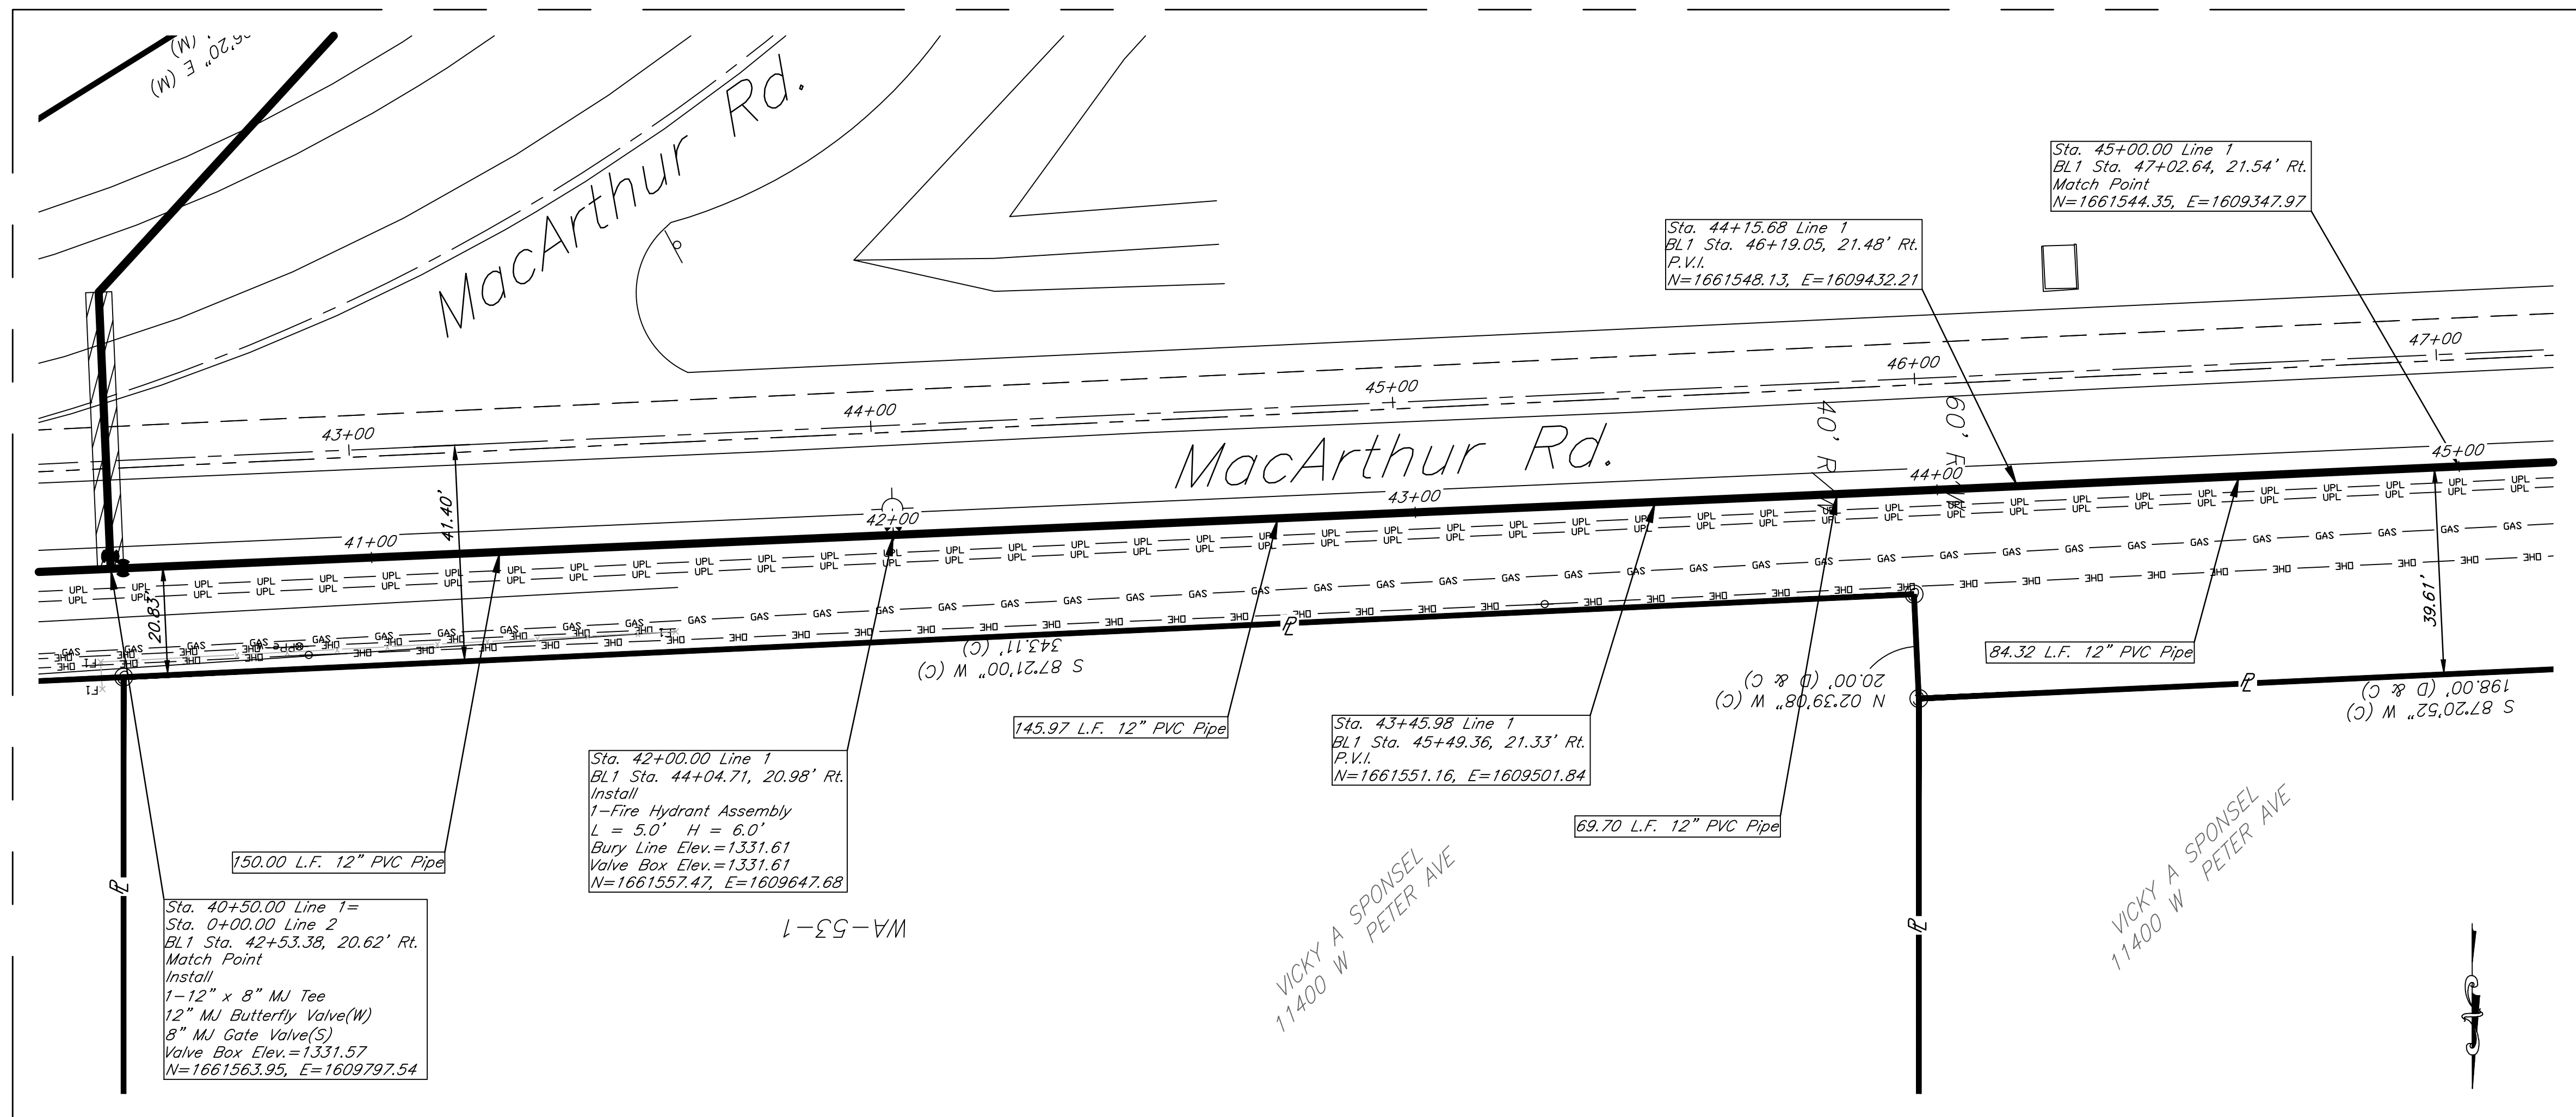 06'20" E (M)
(M)
MacArthur Rd.
Sta. 45+00.00 Line 1
BL1 Sta. 47+02.64, 21.54' Rt.
Match Point
N=1661544.35, E=1609347.97
Sta. 44+15.68 Line 1
BL1 Sta. 46+19.05, 21.48' Rt.
P.V.I.
N=1661548.13, E=1609432.21
43+00
44+00
45+00
46+00
47+00
MacArthur Rd.
40' R/W
60' R/W
41+00
42+00
43+00
44+00
45+00
41.40'
20.83'
39.61'
UPL
GAS
OHE
PPe
F1
F1
F1
S 87°21'00" W (C)
343.11' (C)
N 02°39'08" W (C)
20.00' (D & C)
S 87°20'52" W (C)
198.00' (D & C)
84.32 L.F. 12" PVC Pipe
145.97 L.F. 12" PVC Pipe
Sta. 43+45.98 Line 1
BL1 Sta. 45+49.36, 21.33' Rt.
P.V.I.
N=1661551.16, E=1609501.84
69.70 L.F. 12" PVC Pipe
Sta. 42+00.00 Line 1
BL1 Sta. 44+04.71, 20.98' Rt.
Install
1-Fire Hydrant Assembly
L = 5.0' H = 6.0'
Bury Line Elev.=1331.61
Valve Box Elev.=1331.61
N=1661557.47, E=1609647.68
150.00 L.F. 12" PVC Pipe
Sta. 40+50.00 Line 1=
Sta. 0+00.00 Line 2
BL1 Sta. 42+53.38, 20.62' Rt.
Match Point
Install
1-12" x 8" MJ Tee
12" MJ Butterfly Valve(W)
8" MJ Gate Valve(S)
Valve Box Elev.=1331.57
N=1661563.95, E=1609797.54
WA-53-1
VICKY A SPONSEL
11400 W PETER AVE
VICKY A SPONSEL
11400 W PETER AVE